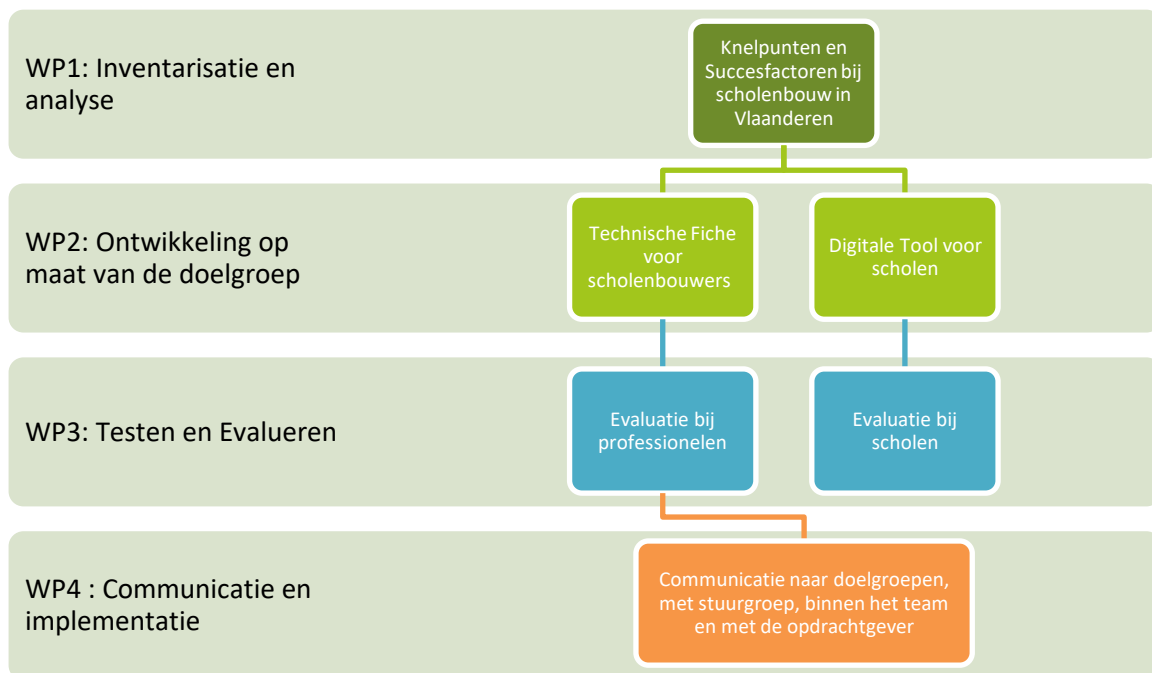 WP1: Inventarisatie en
analyse
Knelpunten en
Succesfactoren bij
scholenbouw in
Vlaanderen
WP2: Ontwikkeling op
maat van de doelgroep
Technische Fiche
voor
scholenbouwers
Digitale Tool voor
scholen
WP3: Testen en Evalueren
Evaluatie bij
professionelen
Evaluatie bij
scholen
WP4 : Communicatie en
implementatie
Communicatie naar doelgroepen,
met stuurgroep, binnen het team
en met de opdrachtgever